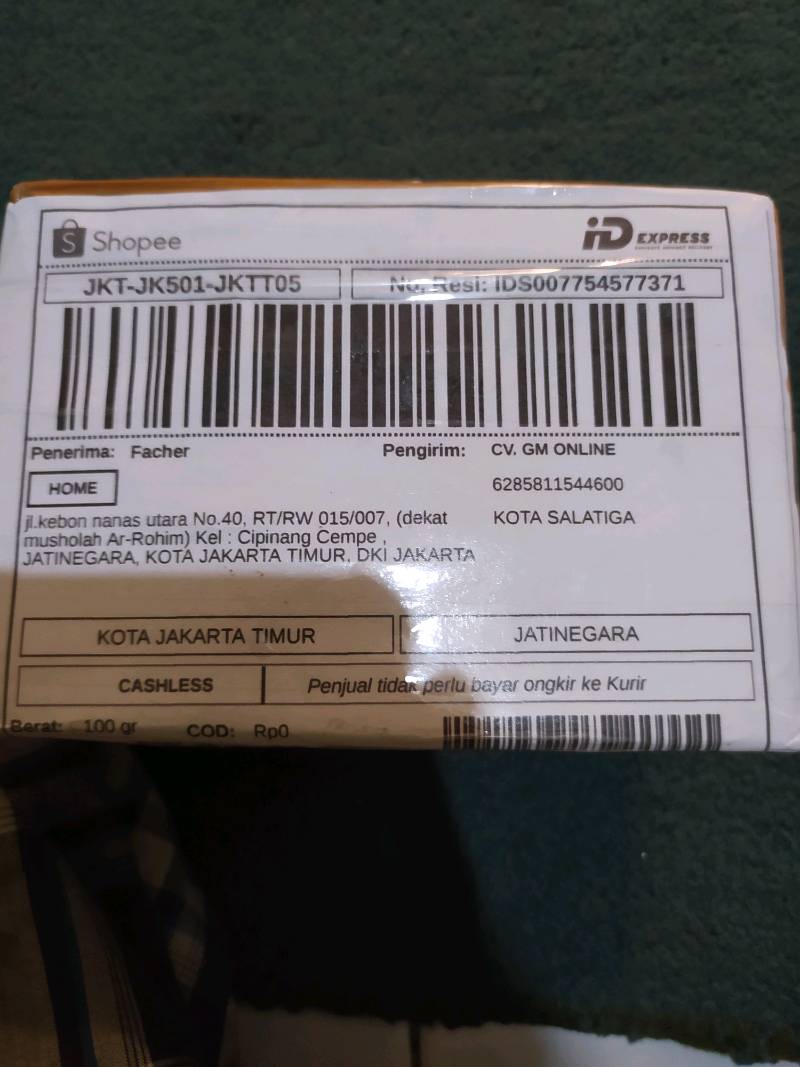 Shopee
iD EXPRESS
JKT-JK501-JKTT05
No. Resi: IDS007754577371
Penerima: Facher
Pengirim: CV. GM ONLINE
HOME
6285811544600
jl.kebon nanas utara No.40, RT/RW 015/007, (dekat
KOTA SALATIGA
musholah Ar-Rohim) Kel : Cipinang Cempe ,
JATINEGARA, KOTA JAKARTA TIMUR, DKI JAKARTA
KOTA JAKARTA TIMUR
JATINEGARA
CASHLESS
Penjual tidak perlu bayar ongkir ke Kurir
Berat: 100 gr
COD: Rp0